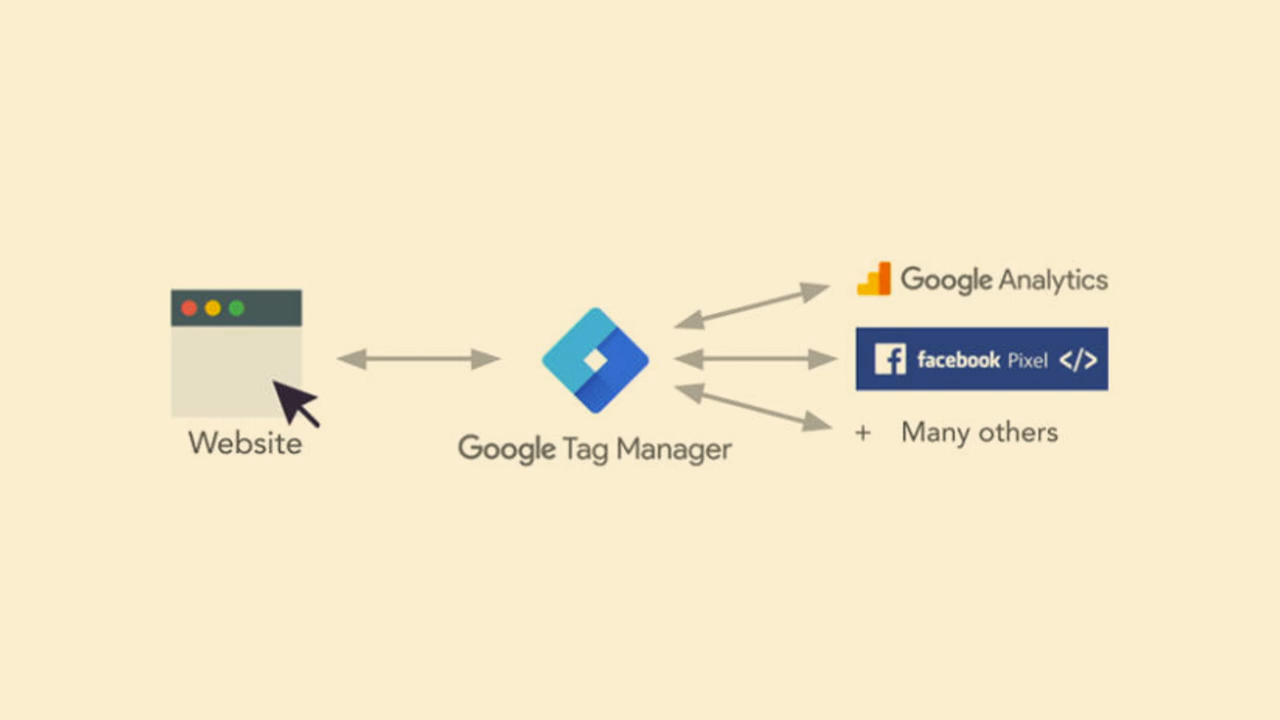 Website
Google Tag Manager
Google Analytics
facebook Pixel </>
+ Many others